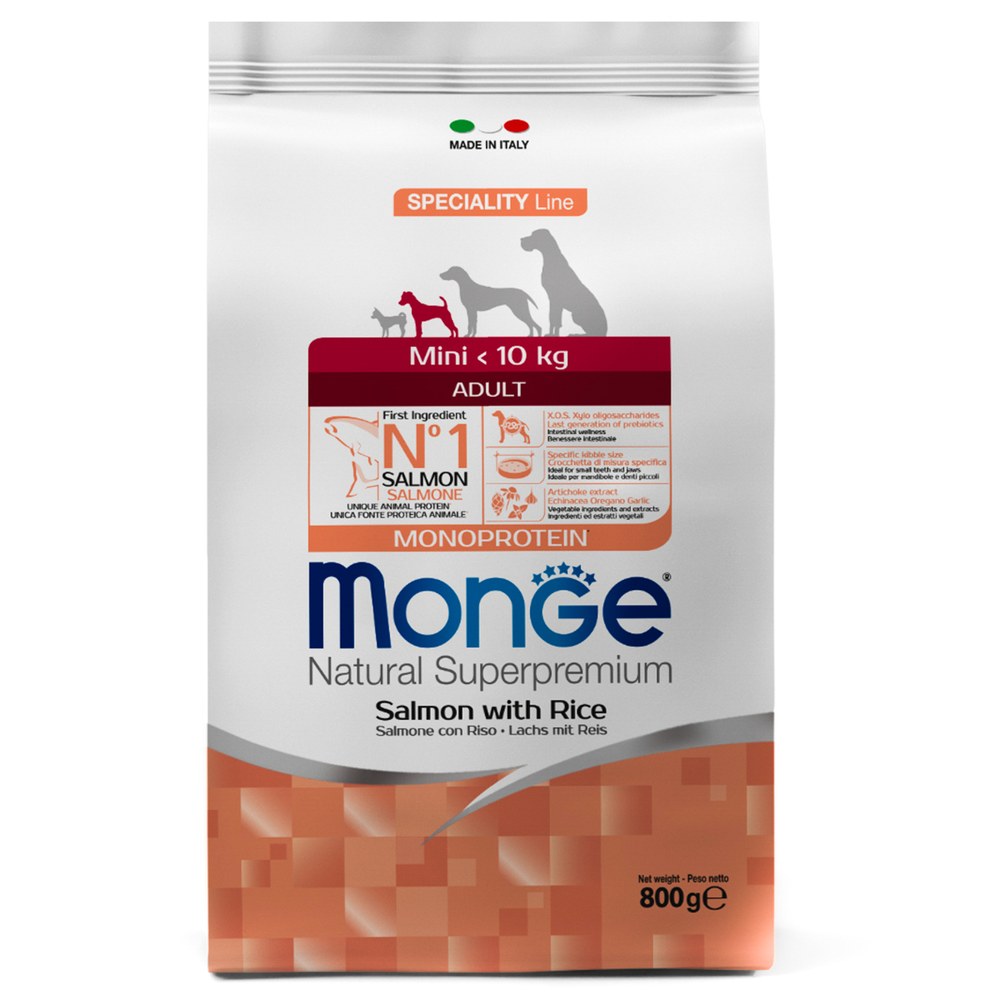 MADE IN ITALY
SPECIALITY Line
Mini < 10 kg
ADULT
First Ingredient
N° 1
SALMON
SALMONE
UNIQUE ANIMAL PROTEIN
UNICA FONTE PROTEICA ANIMALE
X.O.S. Xylo oligosaccharides
Last generation of prebiotics
Intestinal wellness
Benessere intestinale
Specific kibble size
Crocchetta di misura specifica
Ideal for small teeth and jaws
Ideale per mandibole e denti piccoli
Artichoke extract
Echinacea Oregano Garlic
Vegetable ingredients and extracts
Ingredienti ed estratti vegetali
MONOPROTEIN
monGe®
Natural Superpremium
Salmon with Rice
Salmone con Riso • Lachs mit Reis
Net weight - Peso netto
800g℮